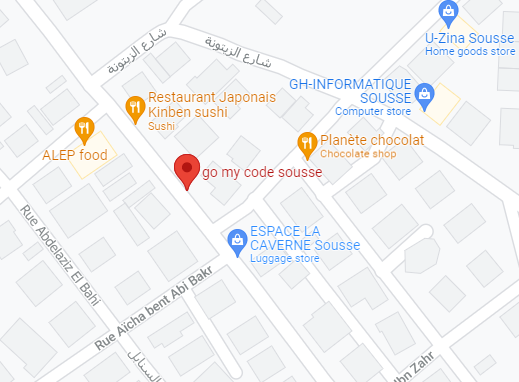 شارع الزيتونة
شارع الزيتونة
U-Zina Sousse
Home goods store
GH-INFORMATIQUE
SOUSSE
Computer store
Restaurant Japonais
Kinben sushi
Sushi
Planète chocolat
Chocolate shop
ALEP food
go my code sousse
ESPACE LA
CAVERNE Sousse
Luggage store
Rue Abdelaziz El Bahi
Rue Aïcha bent Abi Bakr
السنابل
Ibn Zahr